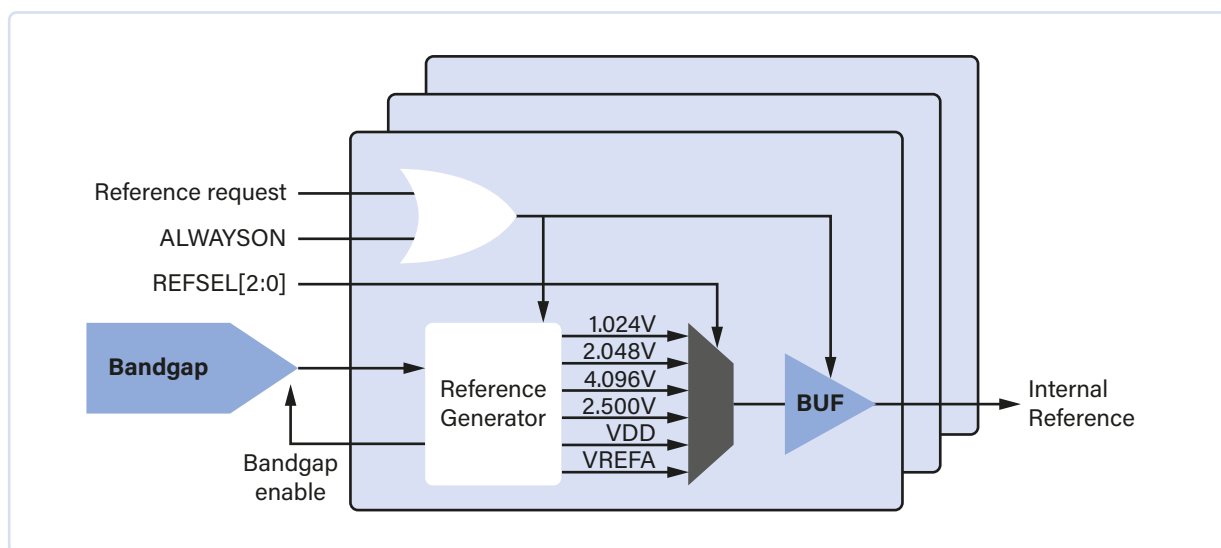 Reference request
ALWAYSON
REFSEL[2:0]
Bandgap
Bandgap
enable
Reference
Generator
1.024V
2.048V
4.096V
2.500V
VDD
VREFA
BUF
Internal
Reference